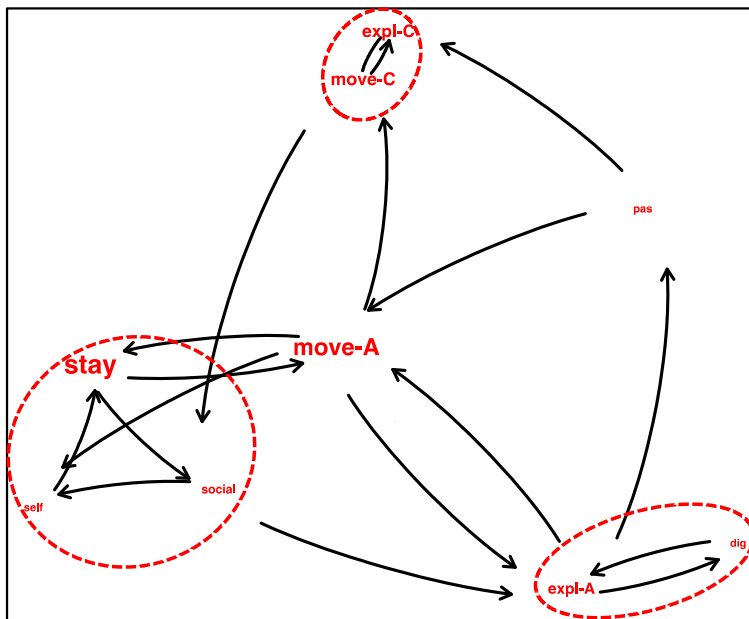 expl-C
move-C
pas
move-A
stay
social
self
dig
expl-A